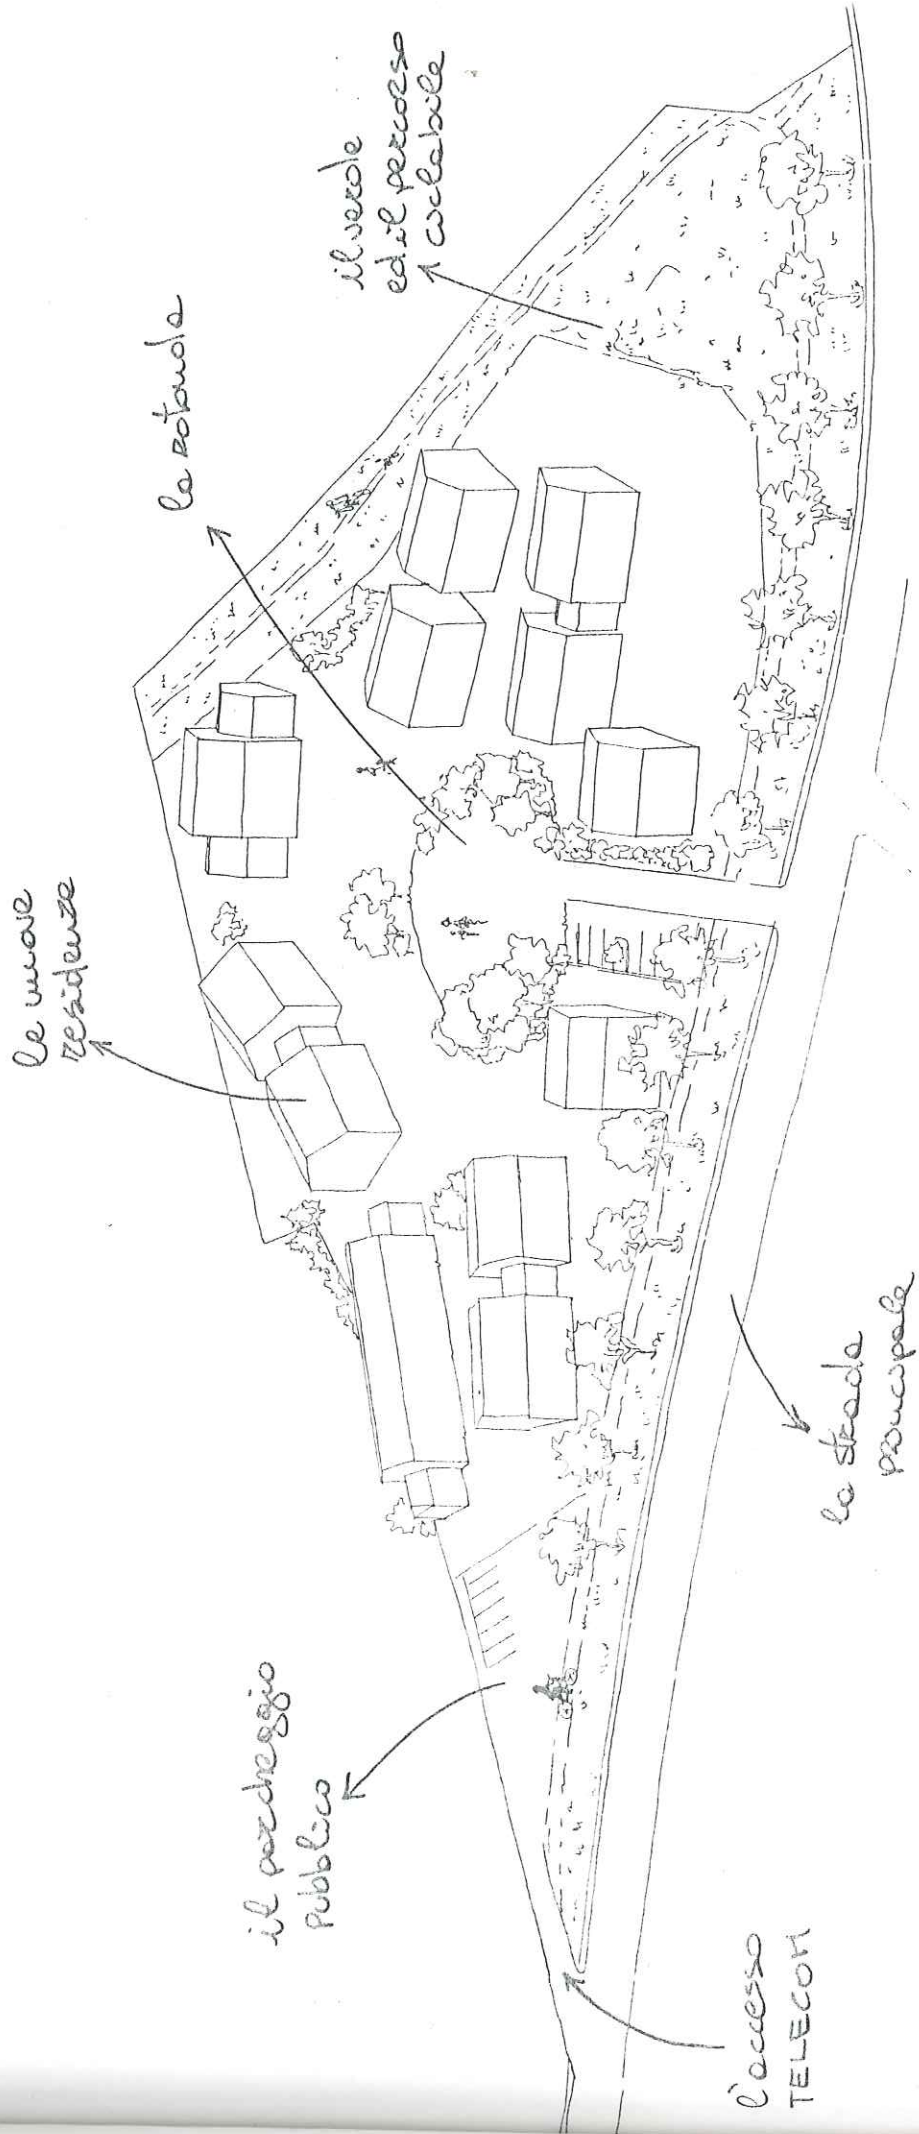 il parcheggio
pubblico
le nuove
residenze
la rotonda
il verde
ed il percorso
ciclabile
l'accesso
TELECOM
la strada
principale